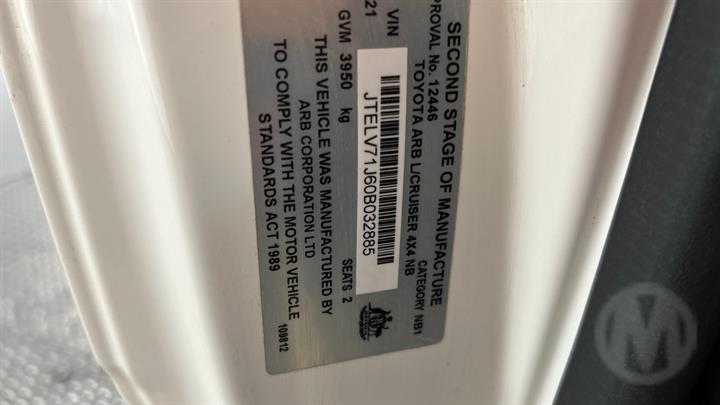 SECOND STAGE OF MANUFACTURE
PROVAL No. 12446 CATEGORY NB1
TOYOTA ARB L/CRUISER 4X4 NB
VIN JTELV71J60B032885
21
GVM 3950 kg SEATS 2
THIS VEHICLE WAS MANUFACTURED BY
ARB CORPORATION LTD
TO COMPLY WITH THE MOTOR VEHICLE
STANDARDS ACT 1989
109812
M